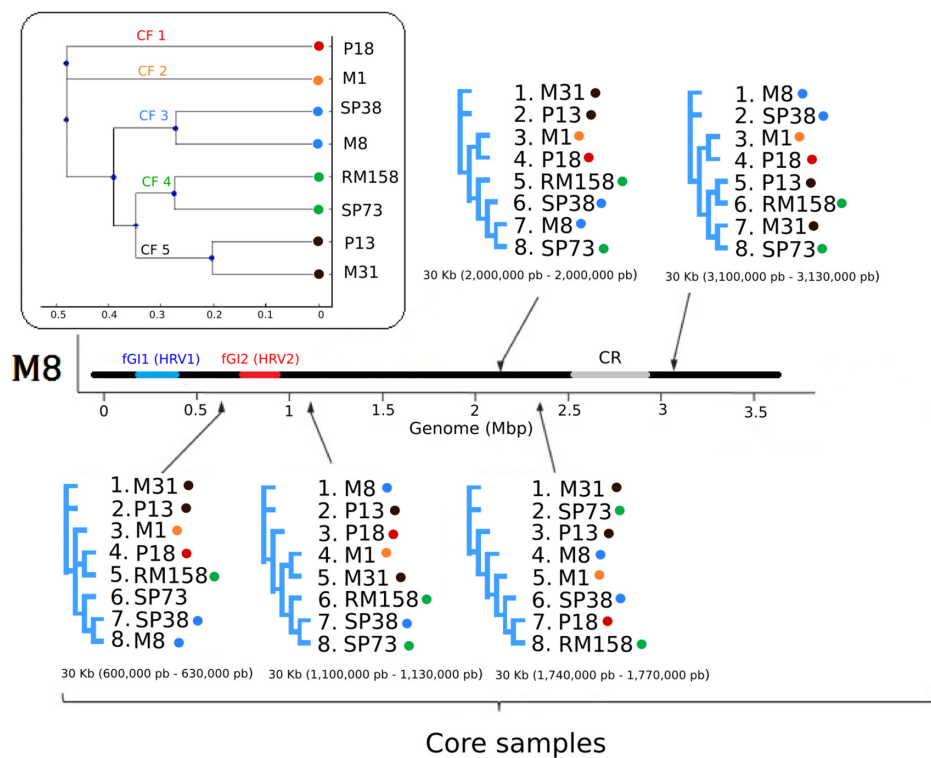 CF 1
P18
CF 2
M1
CF 3
SP38
M8
CF 4
RM158
SP73
CF 5
P13
M31
0.5 0.4 0.3 0.2 0.1 0
1. M31
2. P13
3. M1
4. P18
5. RM158
6. SP38
7. M8
8. SP73
30 Kb (2,000,000 pb - 2,000,000 pb)
1. M8
2. SP38
3. M1
4. P18
5. P13
6. RM158
7. M31
8. SP73
30 Kb (3,100,000 pb - 3,130,000 pb)
M8
fGI1 (HRV1)
fGI2 (HRV2)
CR
0 0.5 1 1.5 2 2.5 3 3.5
Genome (Mbp)
1. M31
2. P13
3. M1
4. P18
5. RM158
6. SP73
7. SP38
8. M8
30 Kb (600,000 pb - 630,000 pb)
1. M8
2. P13
3. P18
4. M1
5. M31
6. RM158
7. SP38
8. SP73
30 Kb (1,100,000 pb - 1,130,000 pb)
1. M31
2. SP73
3. P13
4. M8
5. M1
6. SP38
7. P18
8. RM158
30 Kb (1,740,000 pb - 1,770,000 pb)
Core samples